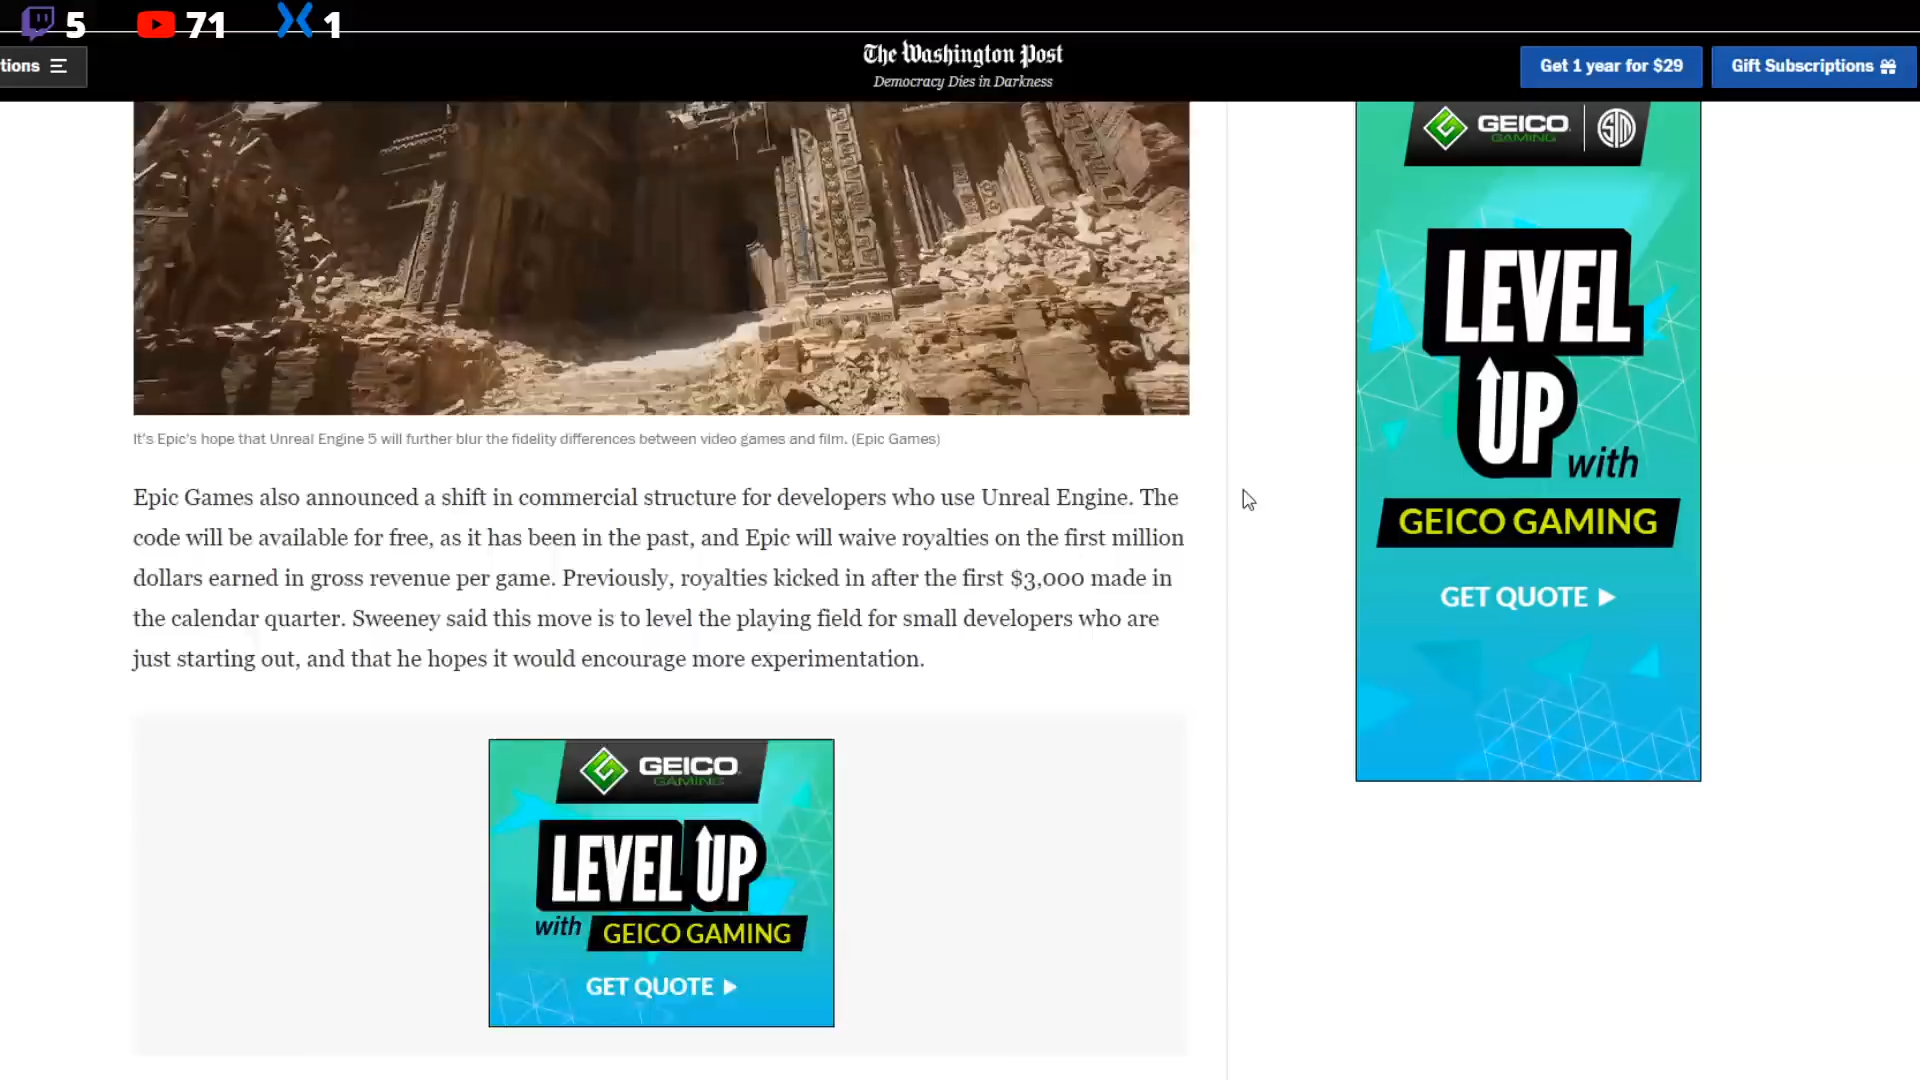 5 71 1
tions
The Washington Post
Democracy Dies in Darkness
Get 1 year for $29
Gift Subscriptions
It's Epic's hope that Unreal Engine 5 will further blur the fidelity differences between video games and film. (Epic Games)
Epic Games also announced a shift in commercial structure for developers who use Unreal Engine. The
code will be available for free, as it has been in the past, and Epic will waive royalties on the first million
dollars earned in gross revenue per game. Previously, royalties kicked in after the first $3,000 made in
the calendar quarter. Sweeney said this move is to level the playing field for small developers who are
just starting out, and that he hopes it would encourage more experimentation.
GEICO
GAMING
LEVEL UP
with GEICO GAMING
GET QUOTE
GEICO
GAMING
TSM
LEVEL
UP with
GEICO GAMING
GET QUOTE